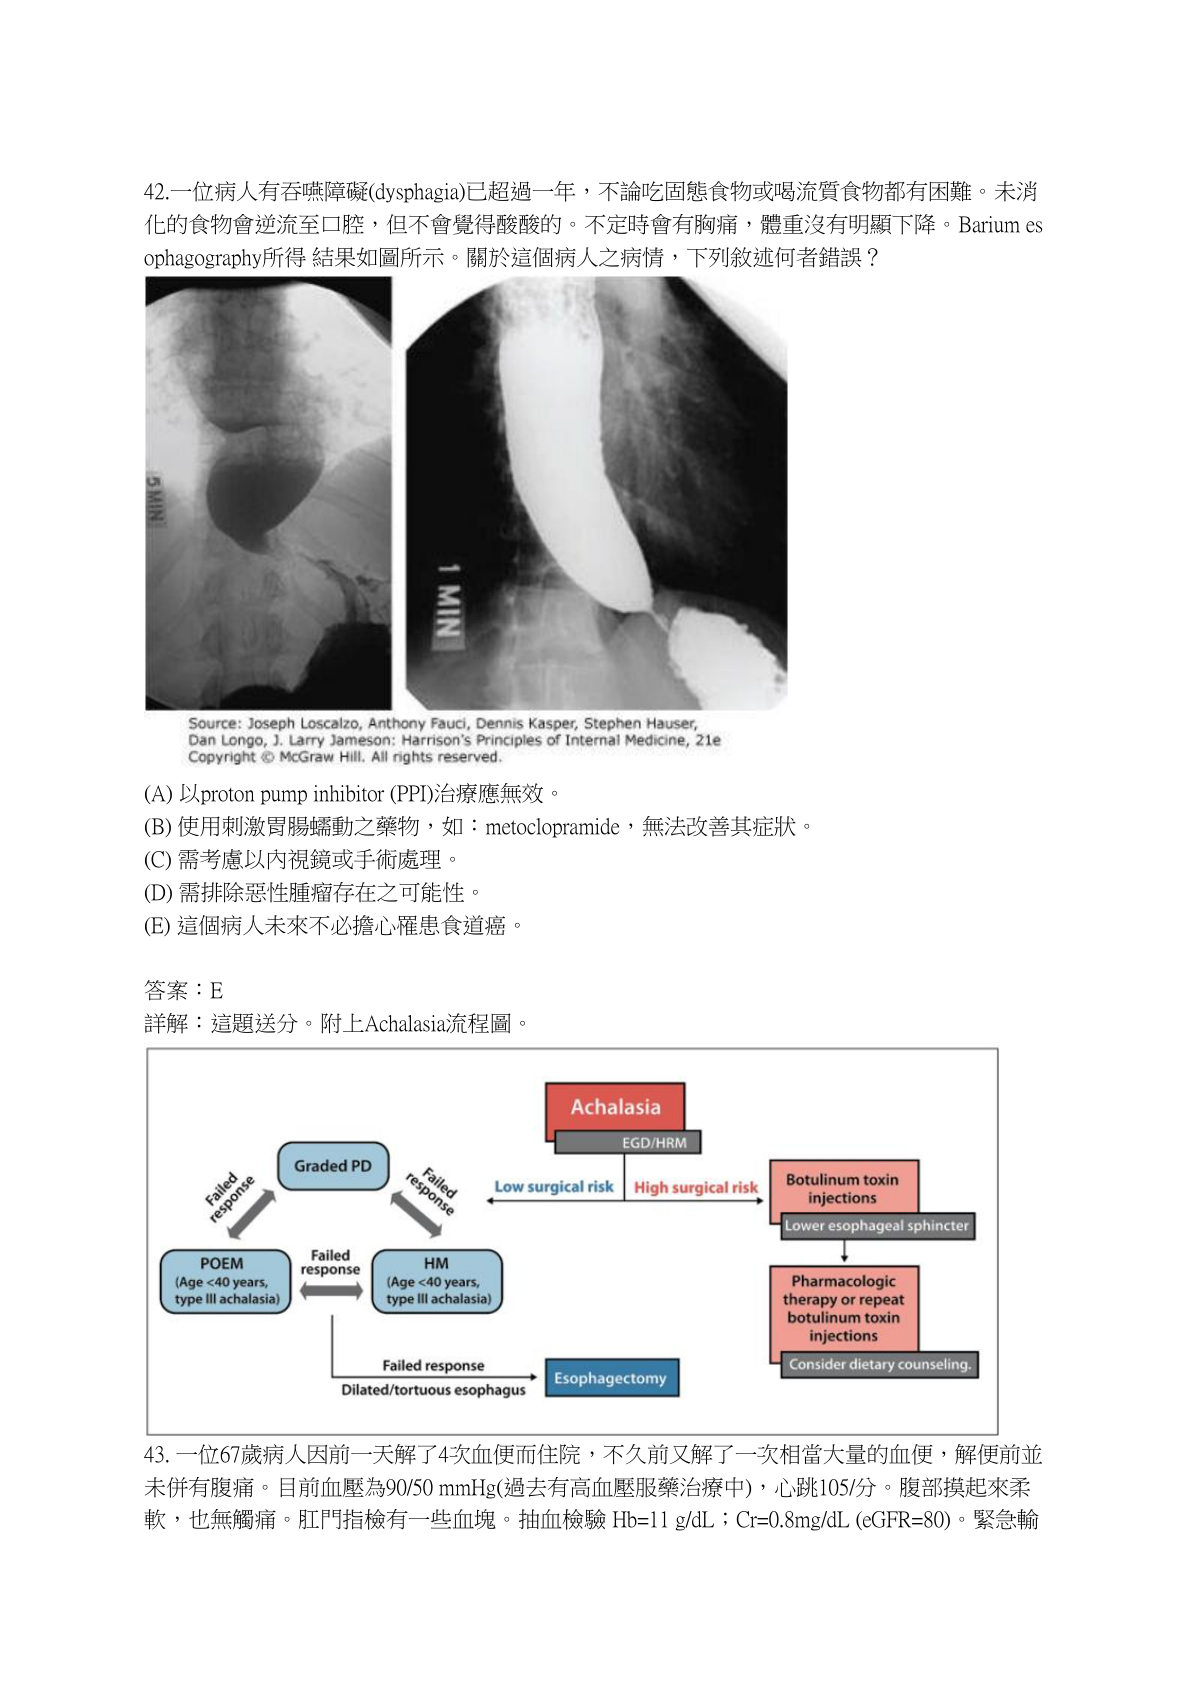 42.一位病人有吞嚥障礙(dysphagia)已超過一年，不論吃固態食物或喝流質食物都有困難。未消
化的食物會逆流至口腔，但不會覺得酸酸的。不定時會有胸痛，體重沒有明顯下降。Barium es
ophagography所得 結果如圖所示。關於這個病人之病情，下列敘述何者錯誤？
5 MIN
1 MIN
Source: Joseph Loscalzo, Anthony Fauci, Dennis Kasper, Stephen Hauser,
Dan Longo, J. Larry Jameson: Harrison's Principles of Internal Medicine, 21e
Copyright © McGraw Hill. All rights reserved.
(A) 以proton pump inhibitor (PPI)治療應無效。
(B) 使用刺激胃腸蠕動之藥物，如：metoclopramide，無法改善其症狀。
(C) 需考慮以內視鏡或手術處理。
(D) 需排除惡性腫瘤存在之可能性。
(E) 這個病人未來不必擔心罹患食道癌。
答案：E
詳解：這題送分。附上Achalasia流程圖。
Achalasia
EGD/HRM
Low surgical risk
High surgical risk
Graded PD
Failed
response
Failed
response
POEM
(Age <40 years,
type III achalasia)
Failed
response
HM
(Age <40 years,
type III achalasia)
Failed response
Dilated/tortuous esophagus
Esophagectomy
Botulinum toxin
injections
Lower esophageal sphincter
Pharmacologic
therapy or repeat
botulinum toxin
injections
Consider dietary counseling.
43. 一位67歲病人因前一天解了4次血便而住院，不久前又解了一次相當大量的血便，解便前並
未併有腹痛。目前血壓為90/50 mmHg(過去有高血壓服藥治療中)，心跳105/分。腹部摸起來柔
軟，也無觸痛。肛門指檢有一些血塊。抽血檢驗 Hb=11 g/dL；Cr=0.8mg/dL (eGFR=80)。緊急輸